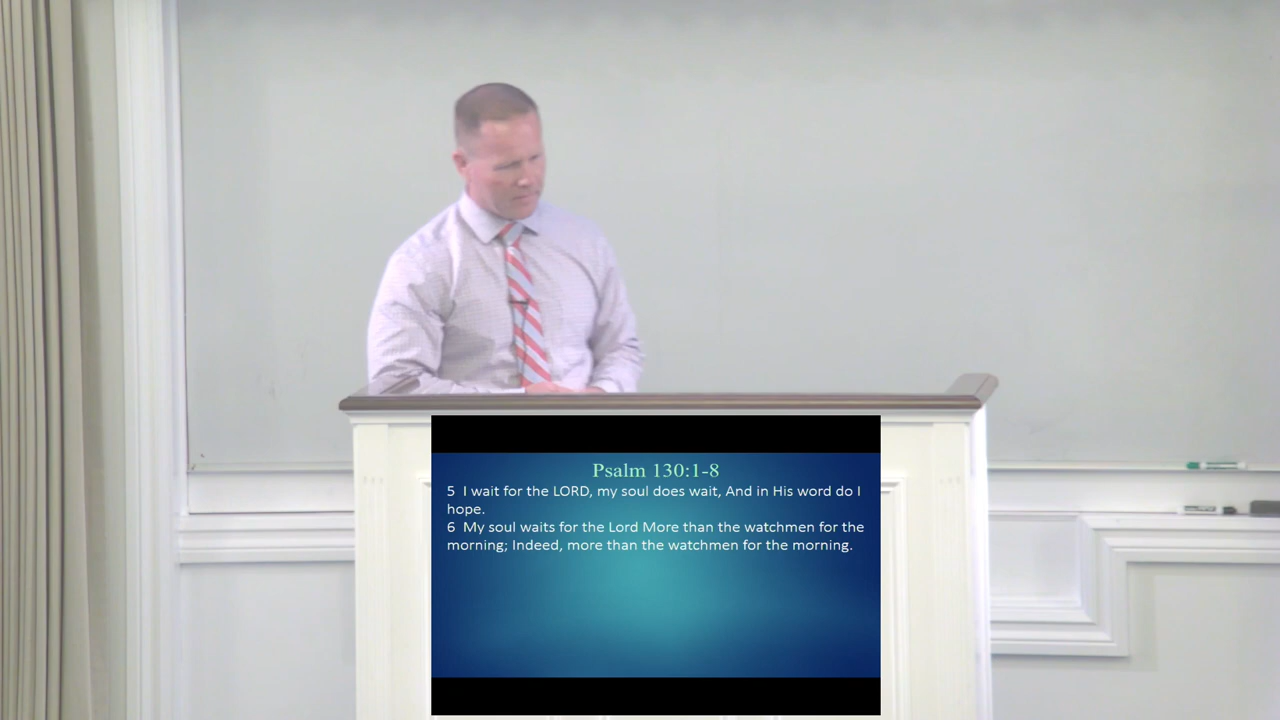 Psalm 130:1-8
5 I wait for the LORD, my soul does wait, And in His word do I
hope.
6 My soul waits for the Lord More than the watchmen for the
morning; Indeed, more than the watchmen for the morning.